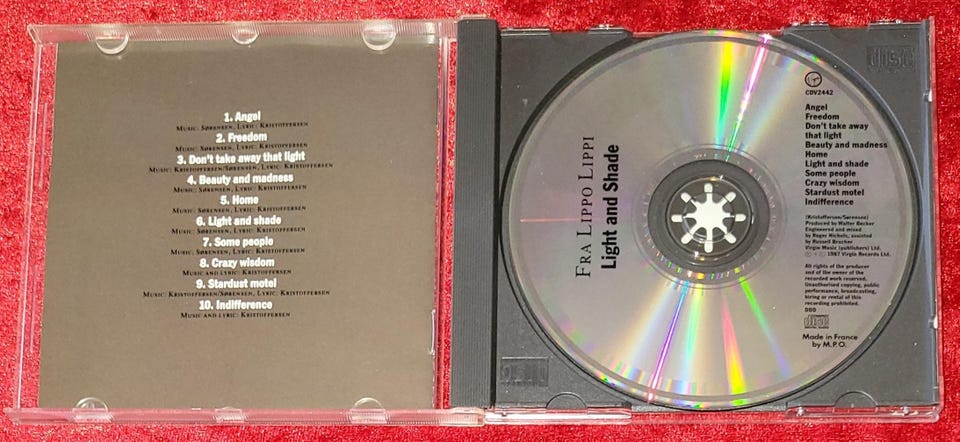 1. Angel
Music: Sørensen, Lyric: Kristoffersen
2. Freedom
Music: Sørensen, Lyric: Kristoffersen
3. Don't take away that light
Music: Kristoffersen/Sørensen, Lyric: Kristoffersen
4. Beauty and madness
Music: Sørensen, Lyric: Kristoffersen
5. Home
Music: Sørensen, Lyric: Kristoffersen
6. Light and shade
Music: Sørensen, Lyric: Kristoffersen
7. Some people
Music: Sørensen, Lyric: Kristoffersen
8. Crazy wisdom
Music and lyric: Kristoffersen
9. Stardust motel
Music: Kristoffersen/Sørensen, Lyric: Kristoffersen
10. Indifference
Music and lyric: Kristoffersen
Fra Lippo Lippi
Light and Shade
CDV2442
Angel
Freedom
Don't take away
that light
Beauty and madness
Home
Light and shade
Some people
Crazy wisdom
Stardust motel
Indifference
(Kristoffersen/Sørensen)
Produced by Walter Becker
Engineered and mixed
by Roger Nichols, assisted
by Russell Bracher
Virgin Music (publishers) Ltd.
℗ © 1987 Virgin Records Ltd.
All rights of the producer
and of the owner of the
recorded work reserved.
Unauthorised copying, public
performance, broadcasting,
hiring or rental of this
recording prohibited.
DDD
disc
Made in France
by M.P.O.
disc